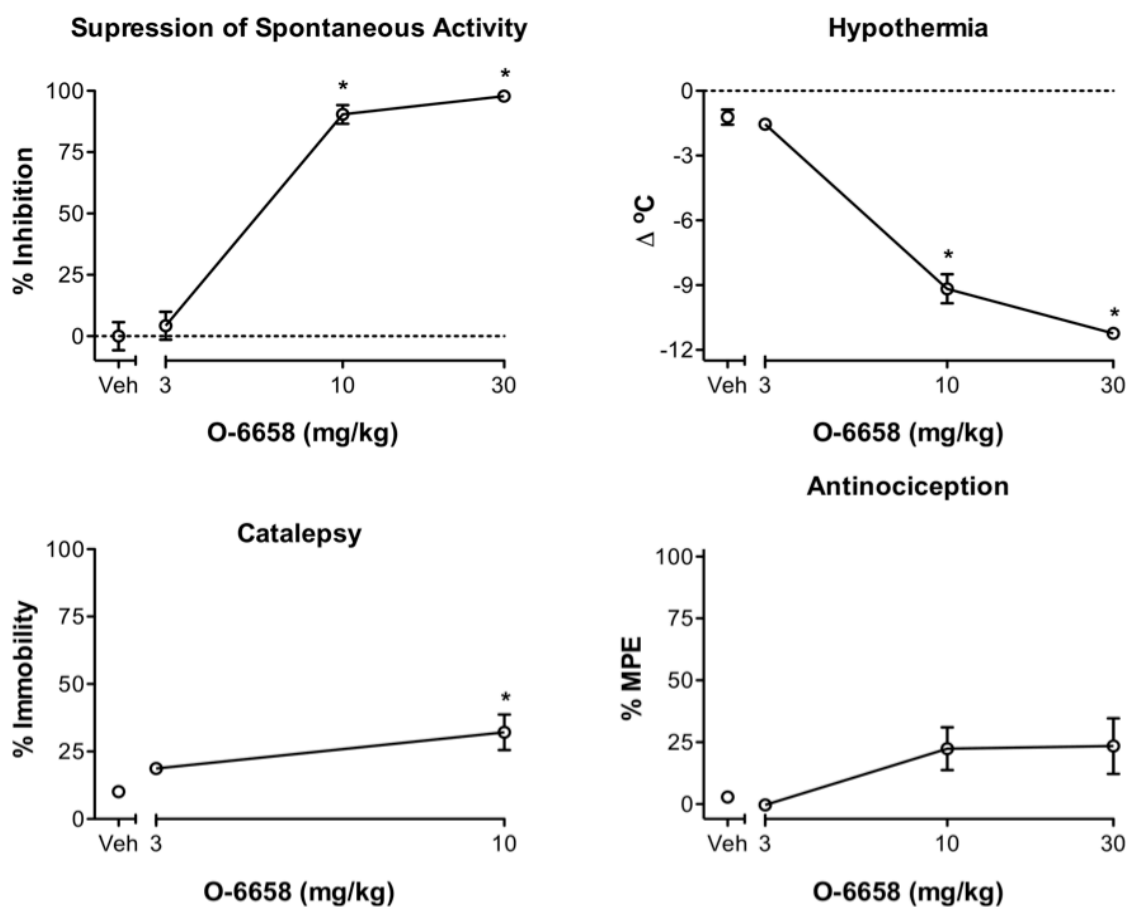 Supression of Spontaneous Activity
% Inhibition
100
75
50
25
0
*
*
Veh 3 10 30
O-6658 (mg/kg)
Hypothermia
Δ ºC
0
-3
-6
-9
-12
*
*
Veh 3 10 30
O-6658 (mg/kg)
Catalepsy
% Immobility
100
75
50
25
0
*
Veh 3 10
O-6658 (mg/kg)
Antinociception
% MPE
100
75
50
25
0
Veh 3 10 30
O-6658 (mg/kg)